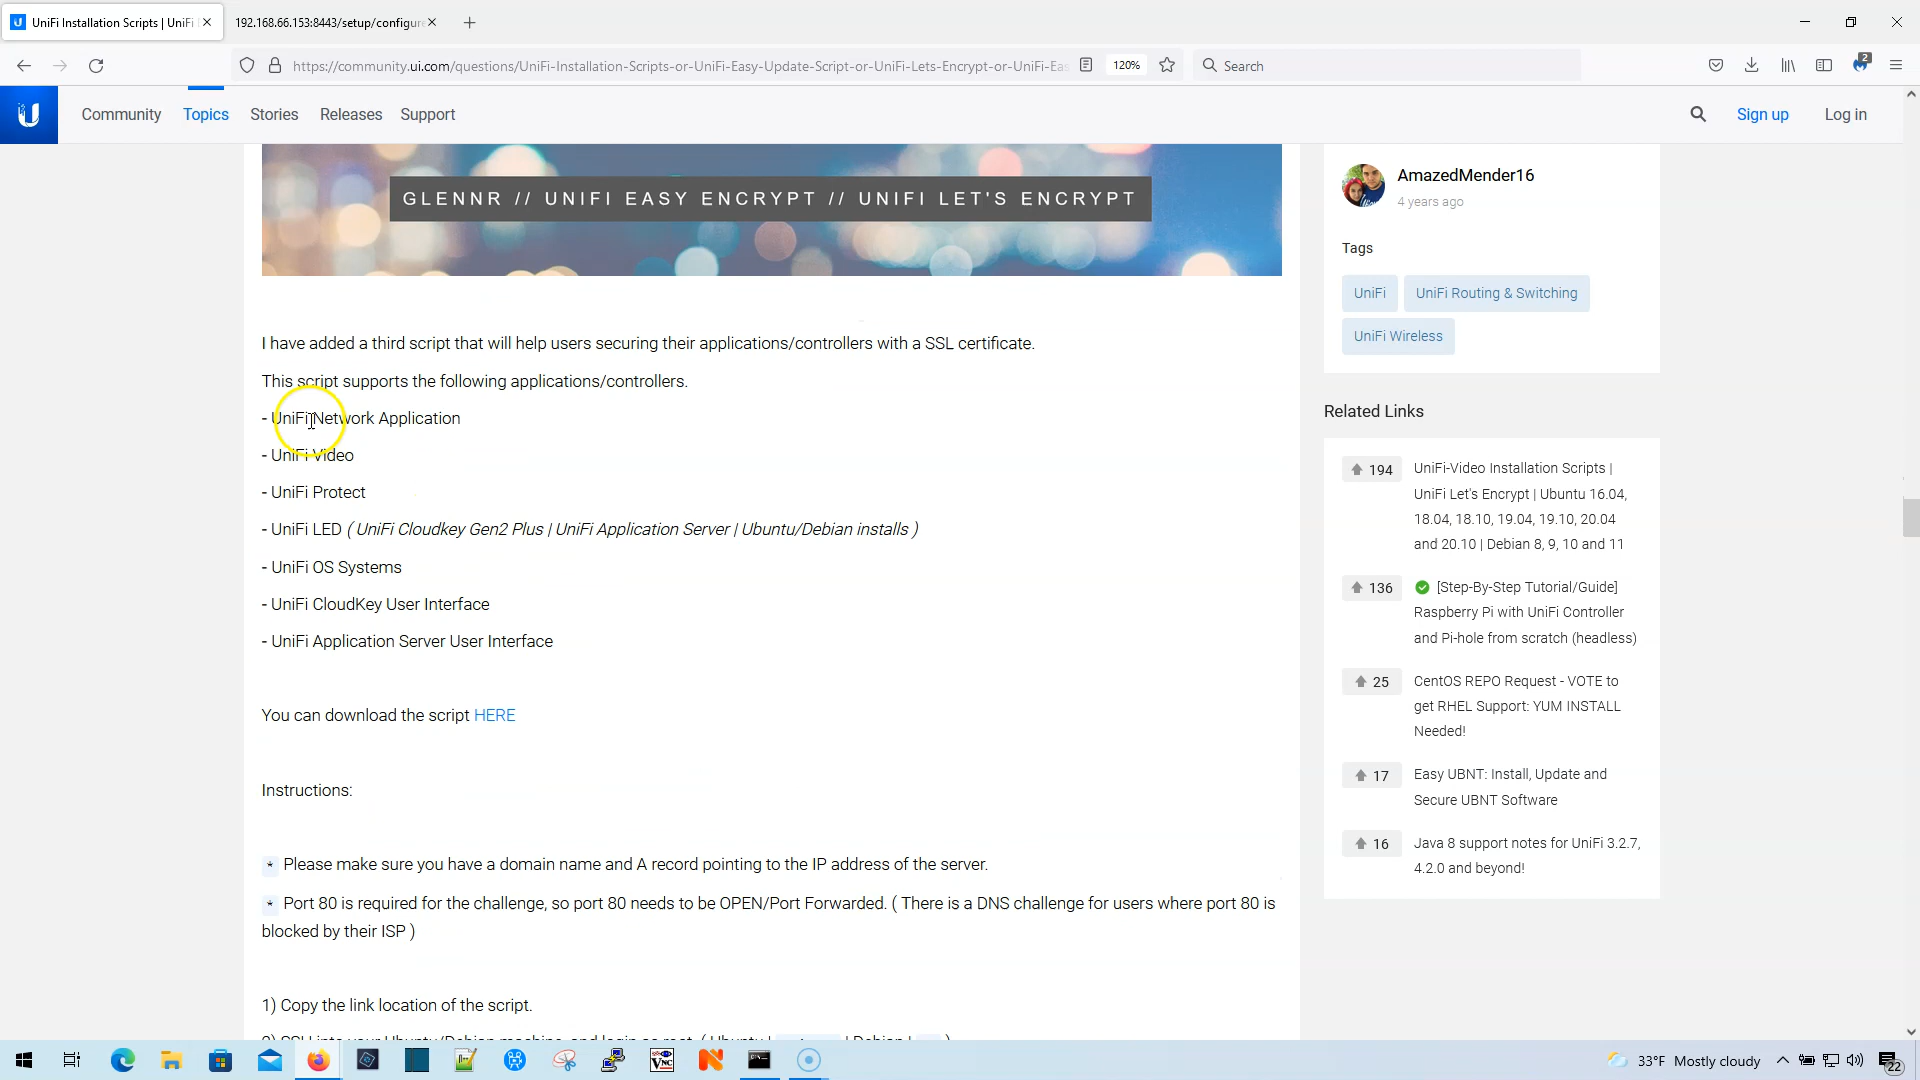 UniFi Installation Scripts | UniFi
192.168.66.153:8443/setup/configure
https://community.ui.com/questions/UniFi-Installation-Scripts-or-UniFi-Easy-Update-Script-or-UniFi-Lets-Encrypt-or-UniFi-Eas
120%
Search
2
Community
Topics
Stories
Releases
Support
Sign up
Log in
GLENNR // UNIFI EASY ENCRYPT // UNIFI LET'S ENCRYPT
I have added a third script that will help users securing their applications/controllers with a SSL certificate.
This script supports the following applications/controllers.
- UniFi Network Application
- UniFi Video
- UniFi Protect
- UniFi LED ( UniFi Cloudkey Gen2 Plus | UniFi Application Server | Ubuntu/Debian installs )
- UniFi OS Systems
- UniFi CloudKey User Interface
- UniFi Application Server User Interface
You can download the script HERE
Instructions:
* Please make sure you have a domain name and A record pointing to the IP address of the server.
* Port 80 is required for the challenge, so port 80 needs to be OPEN/Port Forwarded. ( There is a DNS challenge for users where port 80 is
blocked by their ISP )
1) Copy the link location of the script.
AmazedMender16
4 years ago
Tags
UniFi
UniFi Routing & Switching
UniFi Wireless
Related Links
194
UniFi-Video Installation Scripts |
UniFi Let's Encrypt | Ubuntu 16.04,
18.04, 18.10, 19.04, 19.10, 20.04
and 20.10 | Debian 8, 9, 10 and 11
136
[Step-By-Step Tutorial/Guide]
Raspberry Pi with UniFi Controller
and Pi-hole from scratch (headless)
25
CentOS REPO Request - VOTE to
get RHEL Support: YUM INSTALL
Needed!
17
Easy UBNT: Install, Update and
Secure UBNT Software
16
Java 8 support notes for UniFi 3.2.7,
4.2.0 and beyond!
33°F Mostly cloudy
22